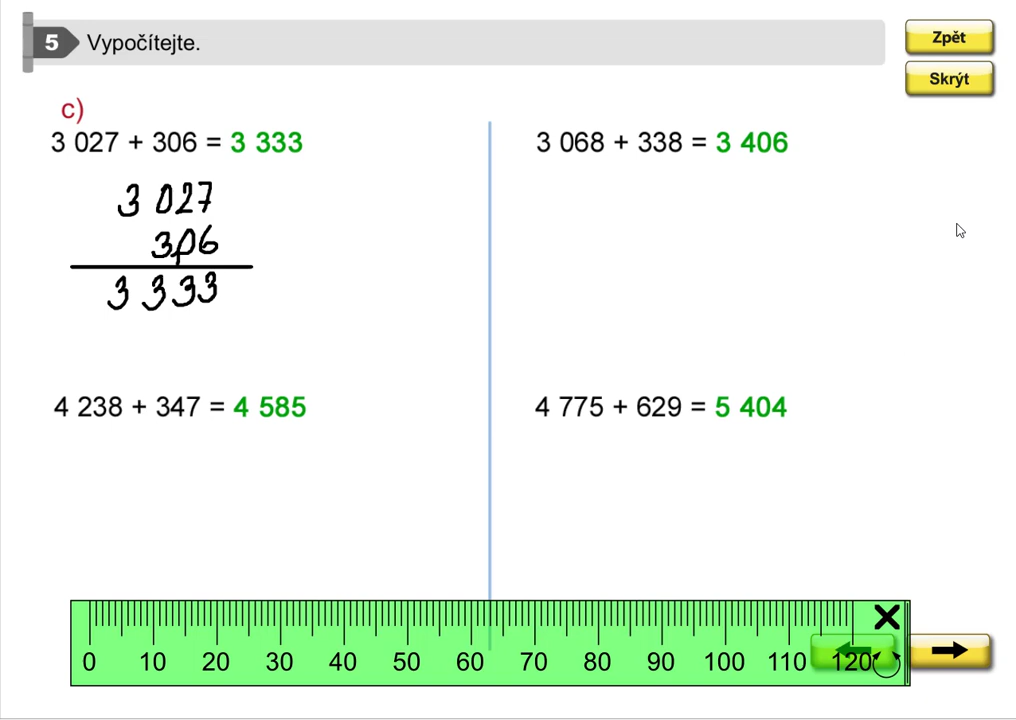 5 Vypočítejte.
Zpět
Skrýt
c)
3 027 + 306 = 3 333
3 027
306
3 333
3 068 + 338 = 3 406
4 238 + 347 = 4 585
4 775 + 629 = 5 404
0 10 20 30 40 50 60 70 80 90 100 110 120